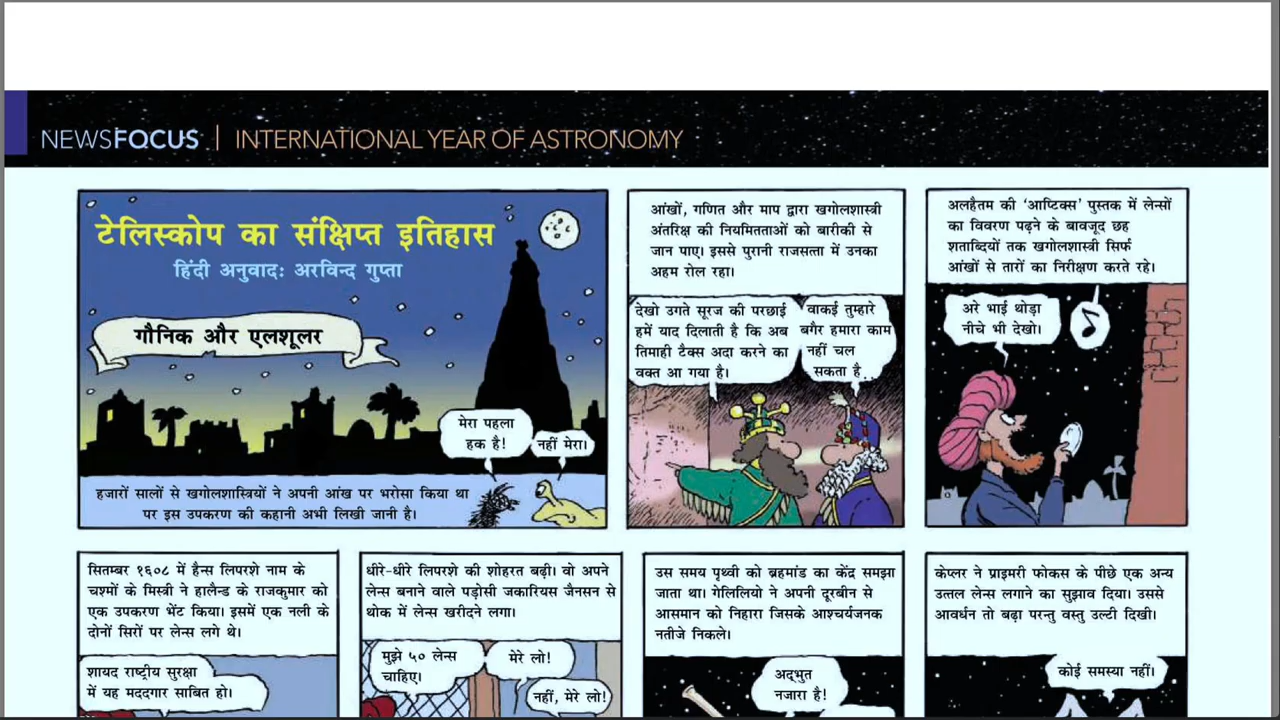 NEWSFOCUS | INTERNATIONAL YEAR OF ASTRONOMY
टेलिस्कोप का संक्षिप्त इतिहास
हिंदी अनुवादः अरविन्द गुप्ता
गौनिक और एलशूलर
मेरा पहला
हक है!
नहीं मेरा।
हजारों सालों से खगोलशास्त्रियों ने अपनी आंख पर भरोसा किया था
पर इस उपकरण की कहानी अभी लिखी जानी है।
आंखों, गणित और माप द्वारा खगोलशास्त्री
अंतरिक्ष की नियमितताओं को बारीकी से
जान पाए। इससे पुरानी राजसत्ता में उनका
अहम रोल रहा।
देखो उगते सूरज की परछाई
हमें याद दिलाती है कि अब
तिमाही टैक्स अदा करने का
वक्त आ गया है।
वाकई तुम्हारे
बगैर हमारा काम
नहीं चल
सकता है...
अलहैतम की ‘आप्टिक्स’ पुस्तक में लेन्सों
का विवरण पढ़ने के बावजूद छह
शताब्दियों तक खगोलशास्त्री सिर्फ
आंखों से तारों का निरीक्षण करते रहे।
अरे भाई थोड़ा
नीचे भी देखो।
सितम्बर १६०८ में हैन्स लिपरशे नाम के
चश्मों के मिस्त्री ने हालैन्ड के राजकुमार को
एक उपकरण भेंट किया। इसमें एक नली के
दोनों सिरों पर लेन्स लगे थे।
शायद राष्ट्रीय सुरक्षा
में यह मददगार साबित हो।
धीरे-धीरे लिपरशे की शोहरत बढ़ी। वो अपने
लेन्स बनाने वाले पड़ोसी जकारियस जैनसन से
थोक में लेन्स खरीदने लगा।
मुझे ५० लेन्स
चाहिए।
मेरे लो!
नहीं, मेरे लो!
उस समय पृथ्वी को ब्रहमांड का केंद्र समझा
जाता था। गेलिलियो ने अपनी दूरबीन से
आसमान को निहारा जिसके आश्चर्यजनक
नतीजे निकले।
अद्भुत
नजारा है!
केप्लर ने प्राइमरी फोकस के पीछे एक अन्य
उत्तल लेन्स लगाने का सुझाव दिया। उससे
आवर्धन तो बढ़ा परन्तु वस्तु उल्टी दिखी।
कोई समस्या नहीं।